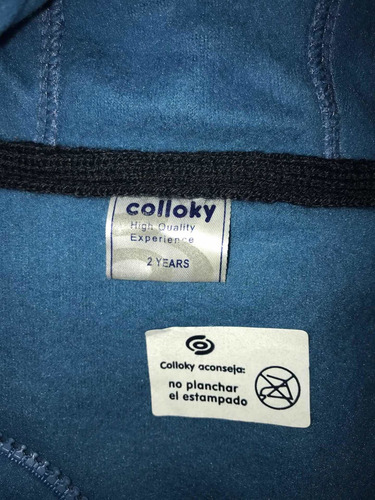 colloky
High Quality
Experience
2 YEARS
Colloky aconseja:
no planchar
el estampado